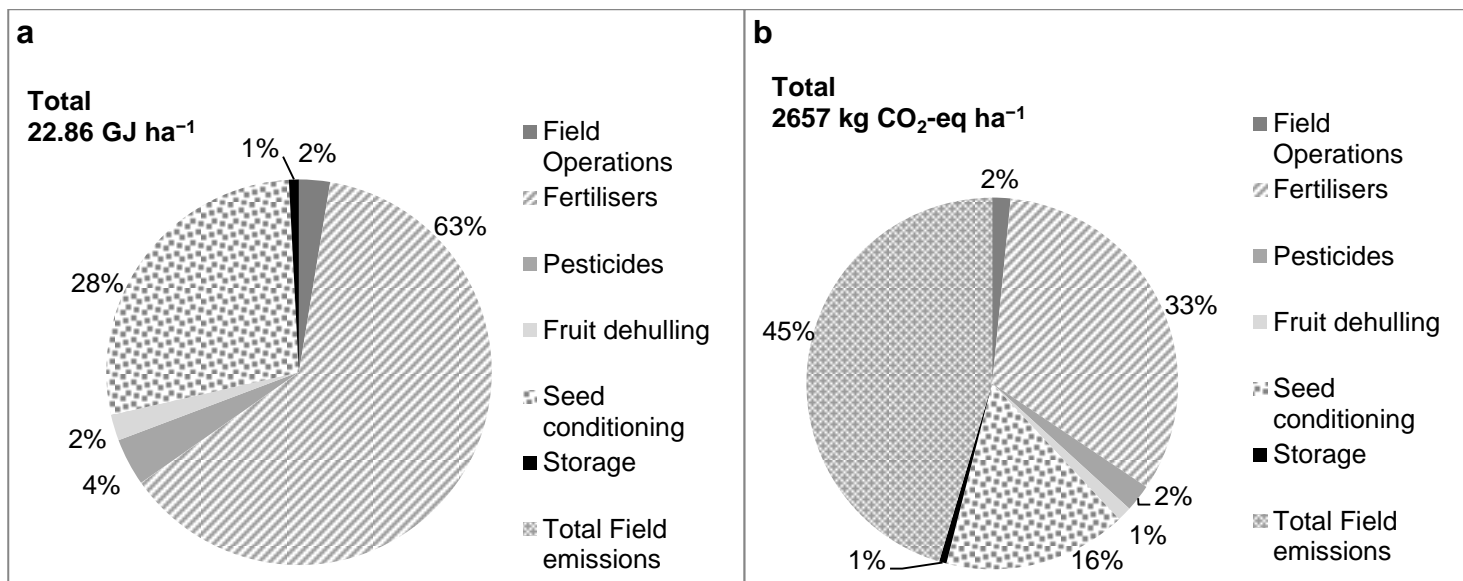 a
Total
22.86 GJ ha⁻¹
1%
2%
63%
28%
2%
4%
Field
Operations
Fertilisers
Pesticides
Fruit dehulling
Seed
conditioning
Storage
Total Field
emissions
b
Total
2657 kg CO₂-eq ha⁻¹
2%
33%
45%
2%
1%
16%
1%
Field
Operations
Fertilisers
Pesticides
Fruit dehulling
Seed
conditioning
Storage
Total Field
emissions